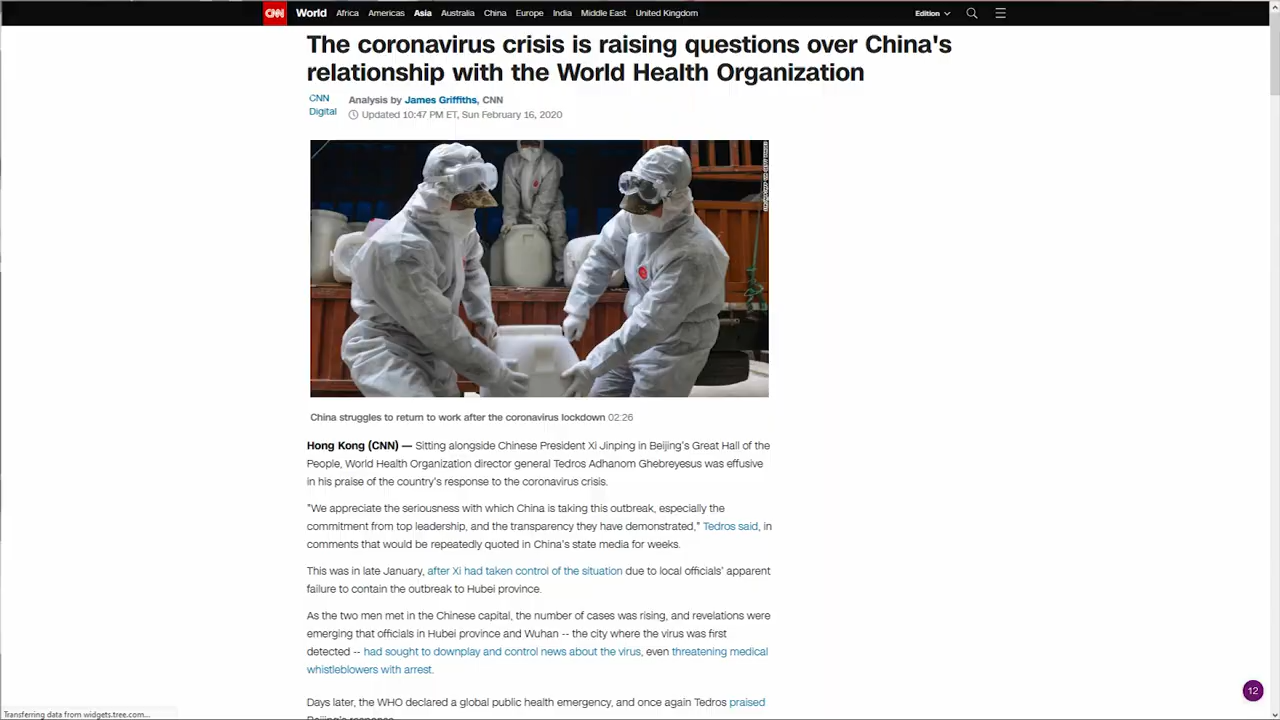 CNN World Africa Americas Asia Australia China Europe India Middle East United Kingdom Edition
The coronavirus crisis is raising questions over China's
relationship with the World Health Organization
CNN
Digital
Analysis by James Griffiths, CNN
Updated 10:47 PM ET, Sun February 16, 2020
China struggles to return to work after the coronavirus lockdown 02:26
Hong Kong (CNN) — Sitting alongside Chinese President Xi Jinping in Beijing's Great Hall of the
People, World Health Organization director general Tedros Adhanom Ghebreyesus was effusive
in his praise of the country's response to the coronavirus crisis.
"We appreciate the seriousness with which China is taking this outbreak, especially the
commitment from top leadership, and the transparency they have demonstrated," Tedros said, in
comments that would be repeatedly quoted in China's state media for weeks.
This was in late January, after Xi had taken control of the situation due to local officials' apparent
failure to contain the outbreak to Hubei province.
As the two men met in the Chinese capital, the number of cases was rising, and revelations were
emerging that officials in Hubei province and Wuhan -- the city where the virus was first
detected -- had sought to downplay and control news about the virus, even threatening medical
whistleblowers with arrest.
Days later, the WHO declared a global public health emergency, and once again Tedros praised
Beijing's response.
12
Transferring data from widgets.tree.com...